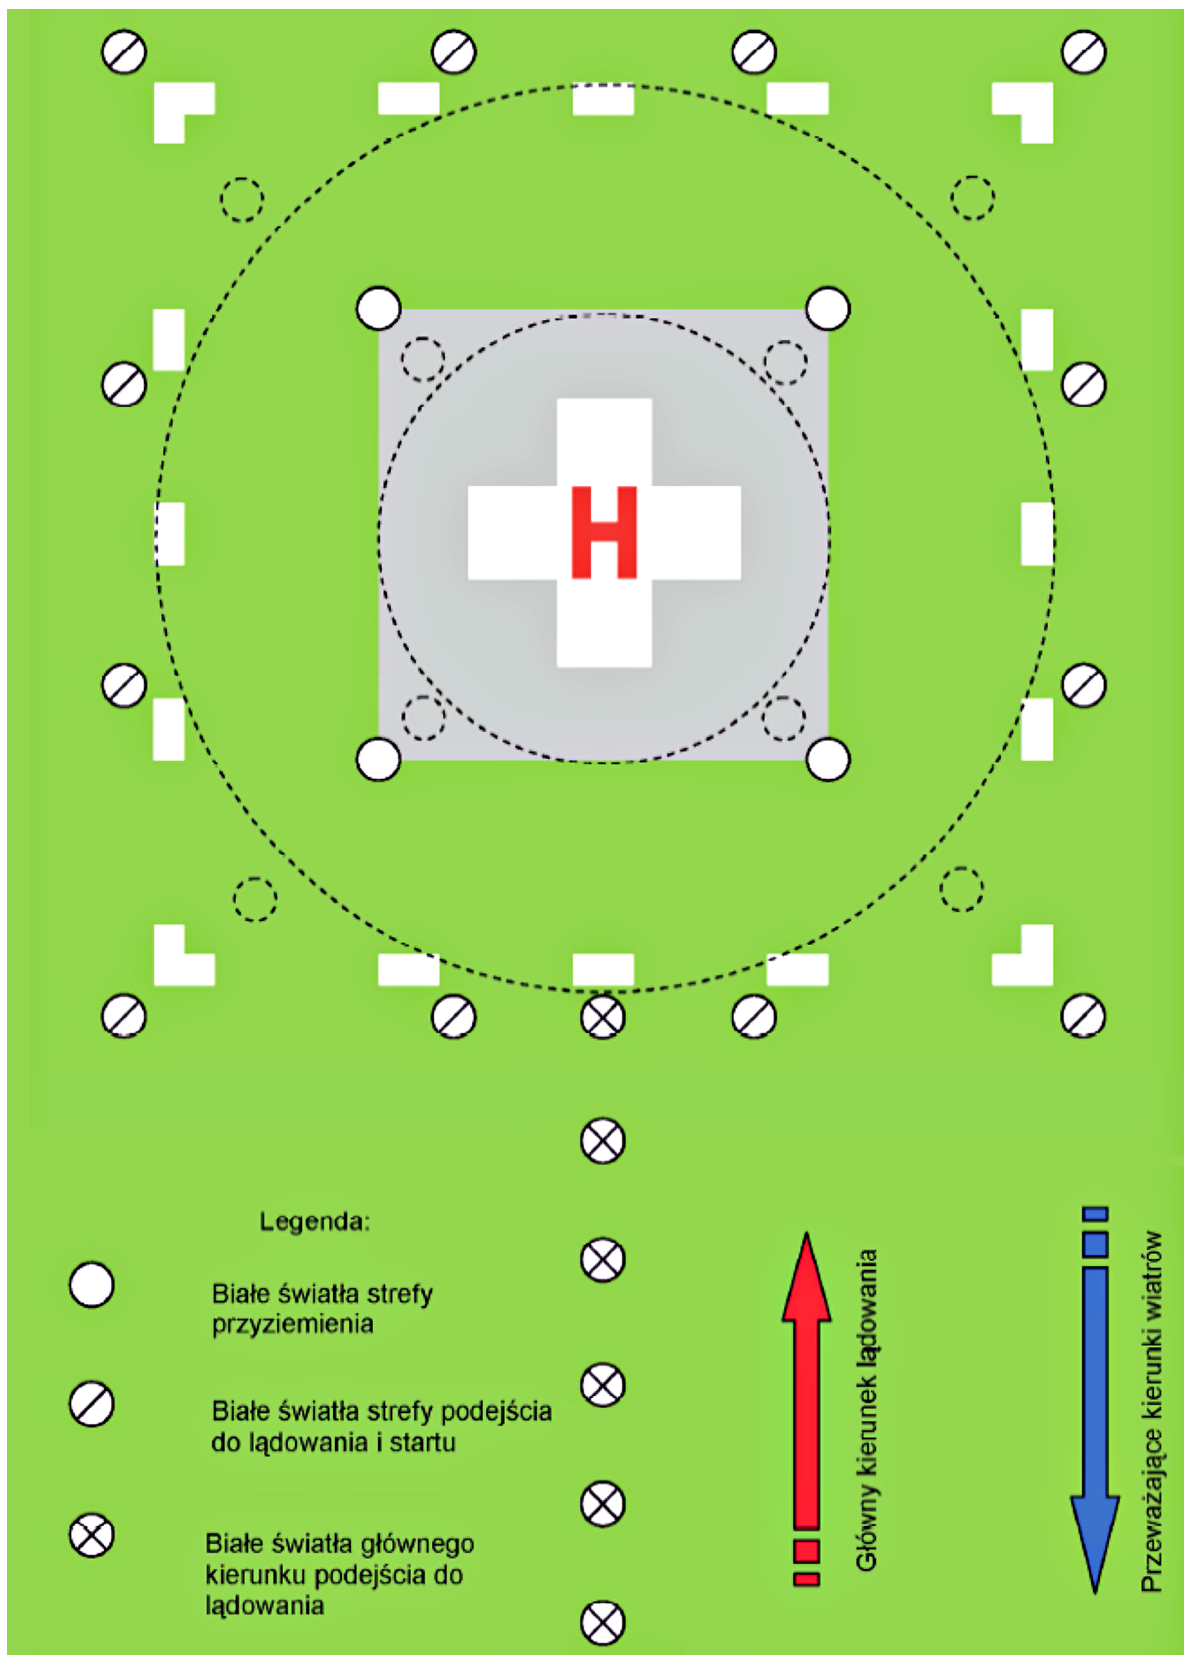 H
Legenda:
Białe światła strefy
przyziemienia
Białe światła strefy podejścia
do lądowania i startu
Białe światła głównego
kierunku podejścia do
lądowania
Główny kierunek lądowania
Przeważające kierunki wiatrów